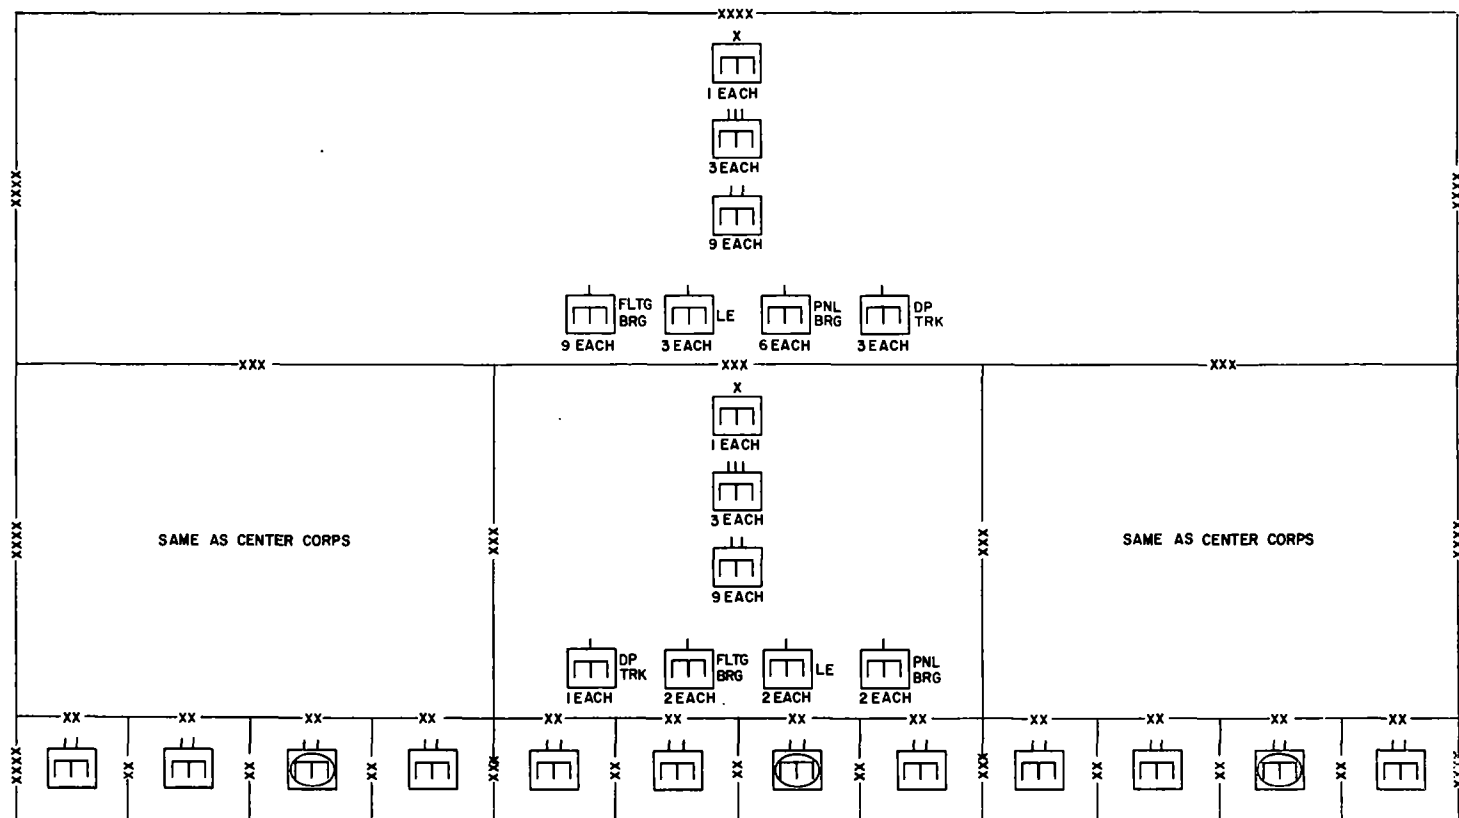 XXXX
X
1 EACH
3 EACH
XXXX
XXXX
9 EACH
FLTG
BRG
LE
PNL
BRG
DP
TRK
9 EACH
3 EACH
6 EACH
3 EACH
XXX
XXX
XXX
X
1 EACH
3 EACH
XXXX
SAME AS CENTER CORPS
XXX
XXX
SAME AS CENTER CORPS
XXXX
9 EACH
DP
TRK
FLTG
BRG
LE
PNL
BRG
1 EACH
2 EACH
2 EACH
2 EACH
XX
XX
XX
XX
XX
XX
XX
XX
XX
XX
XX
XX
XXXX
XX
XX
XX
XXX
XX
XX
XX
XXX
XX
XX
XX
XXXX